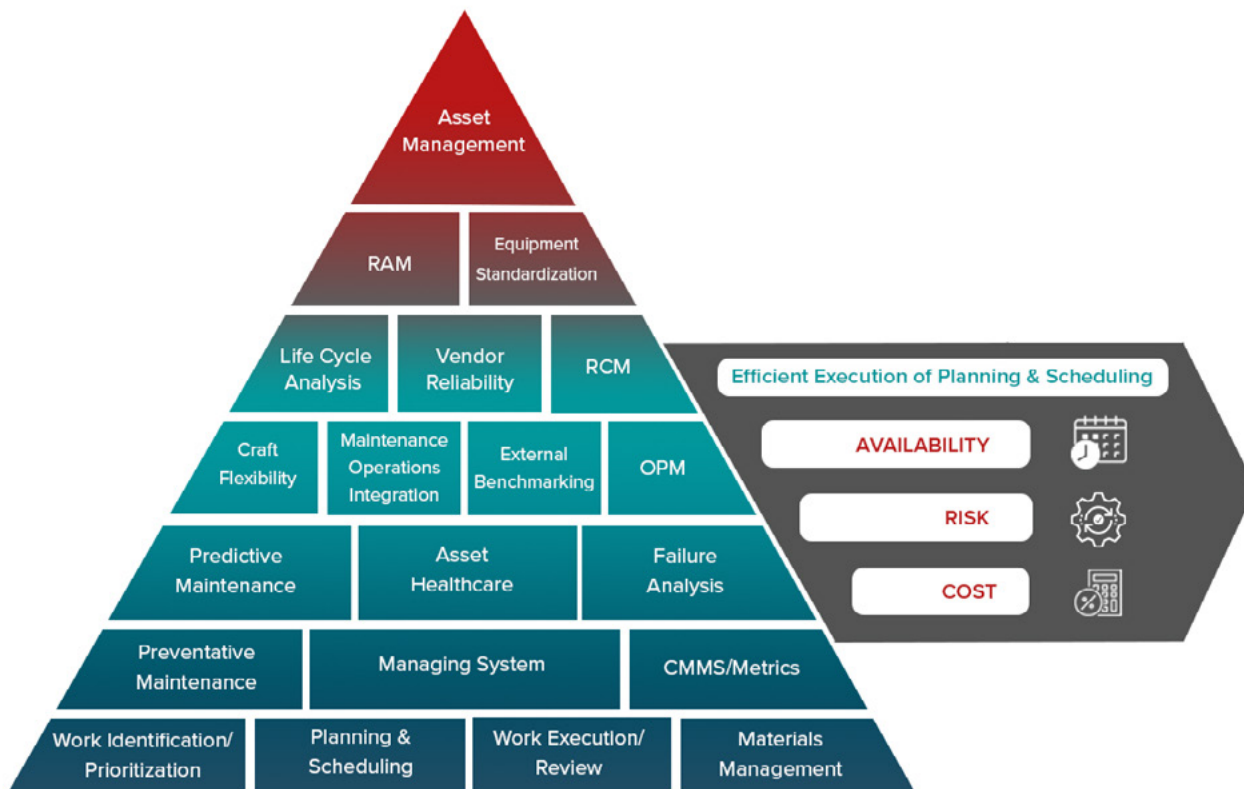 Asset
Management
RAM
Equipment
Standardization
Life Cycle
Analysis
Vendor
Reliability
RCM
Craft
Flexibility
Maintenance
Operations
Integration
External
Benchmarking
OPM
Predictive
Maintenance
Asset
Healthcare
Failure
Analysis
Preventative
Maintenance
Managing System
CMMS/Metrics
Work Identification/
Prioritization
Planning &
Scheduling
Work Execution/
Review
Materials
Management
Efficient Execution of Planning & Scheduling
AVAILABILITY
RISK
COST
%